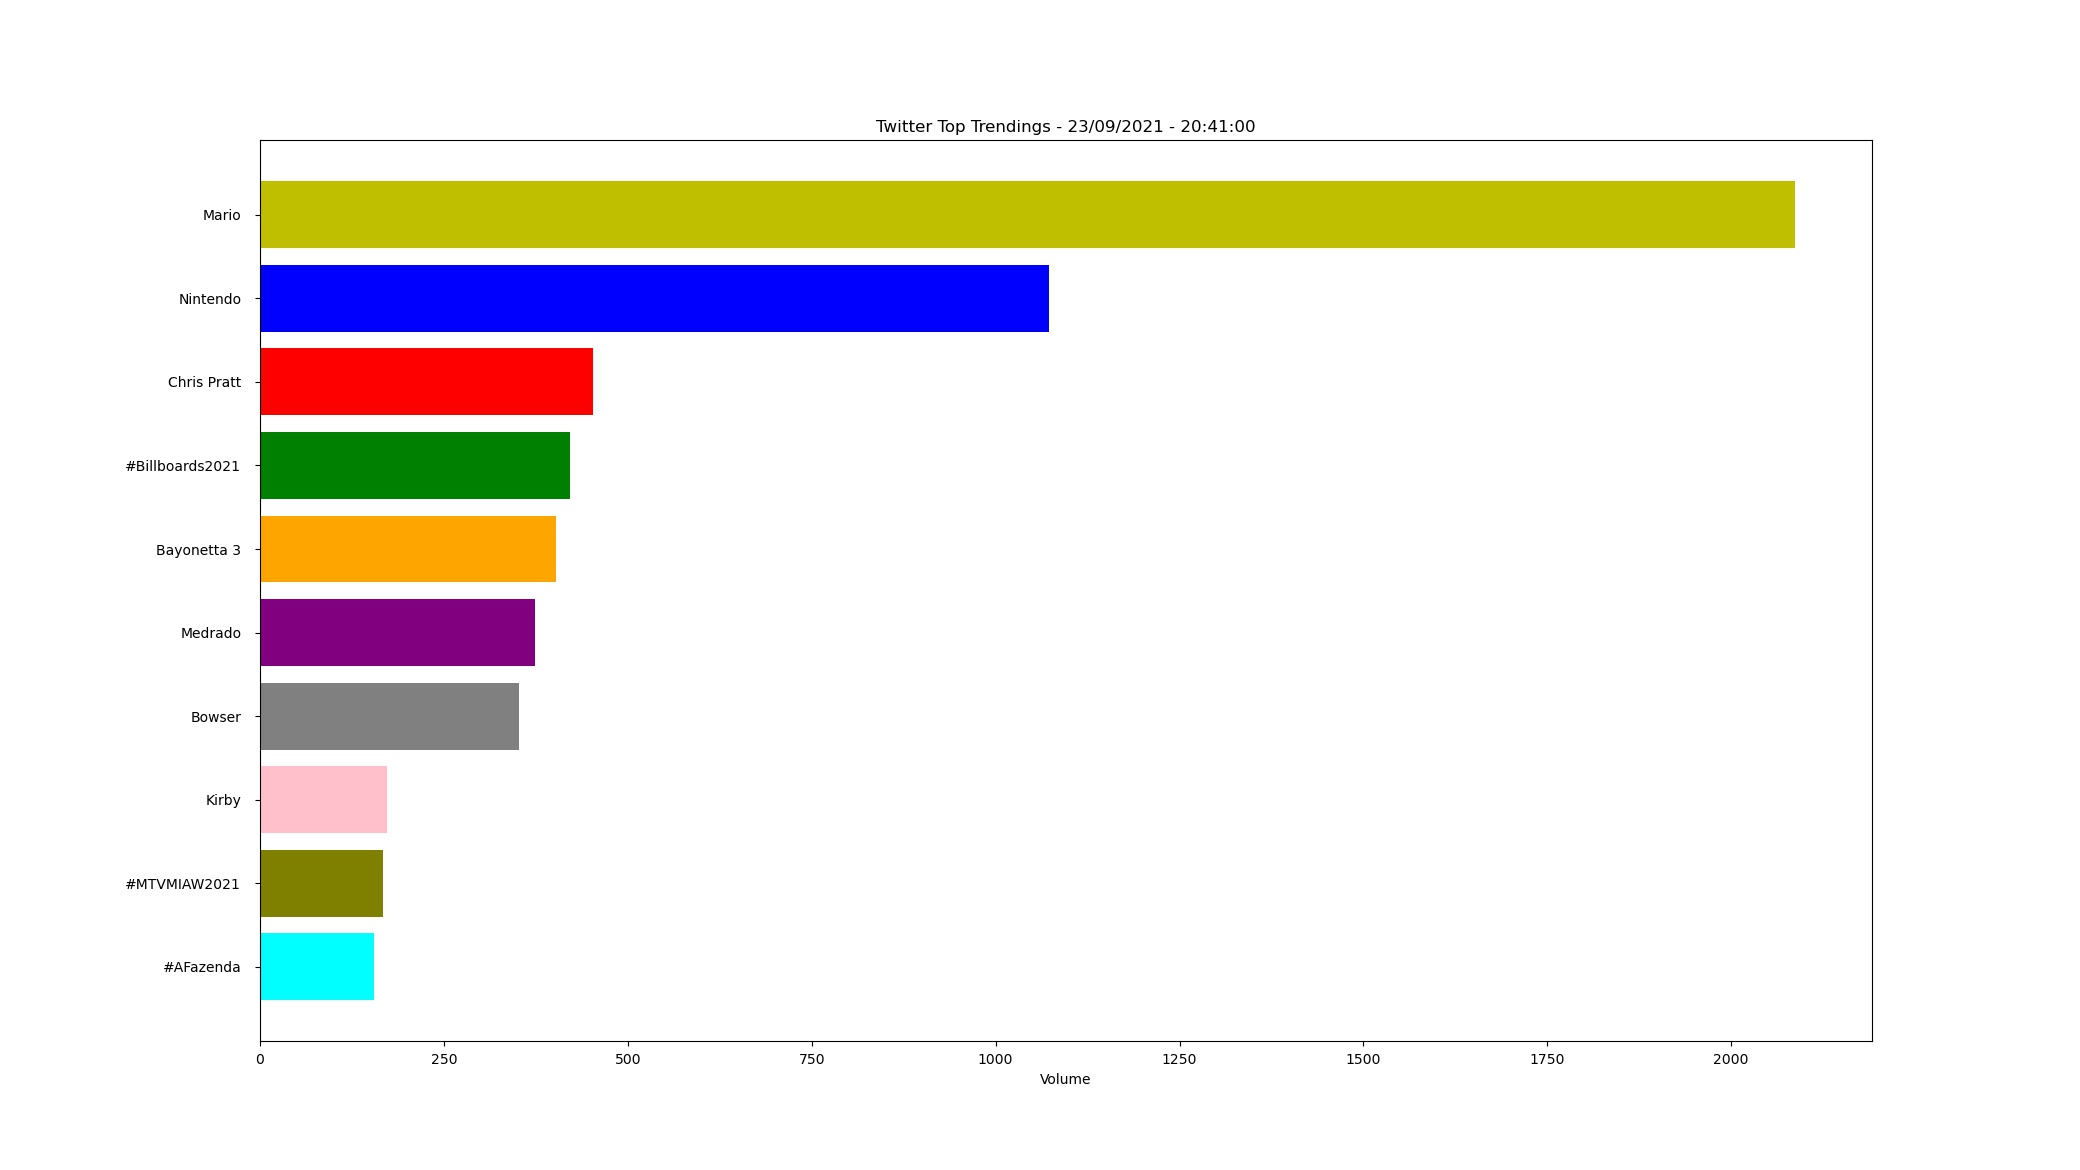 Twitter Top Trendings - 23/09/2021 - 20:41:00
Mario
Nintendo
Chris Pratt
#Billboards2021
Bayonetta 3
Medrado
Bowser
Kirby
#MTVMIAW2021
#AFazenda
0 250 500 750 1000 1250 1500 1750 2000
Volume